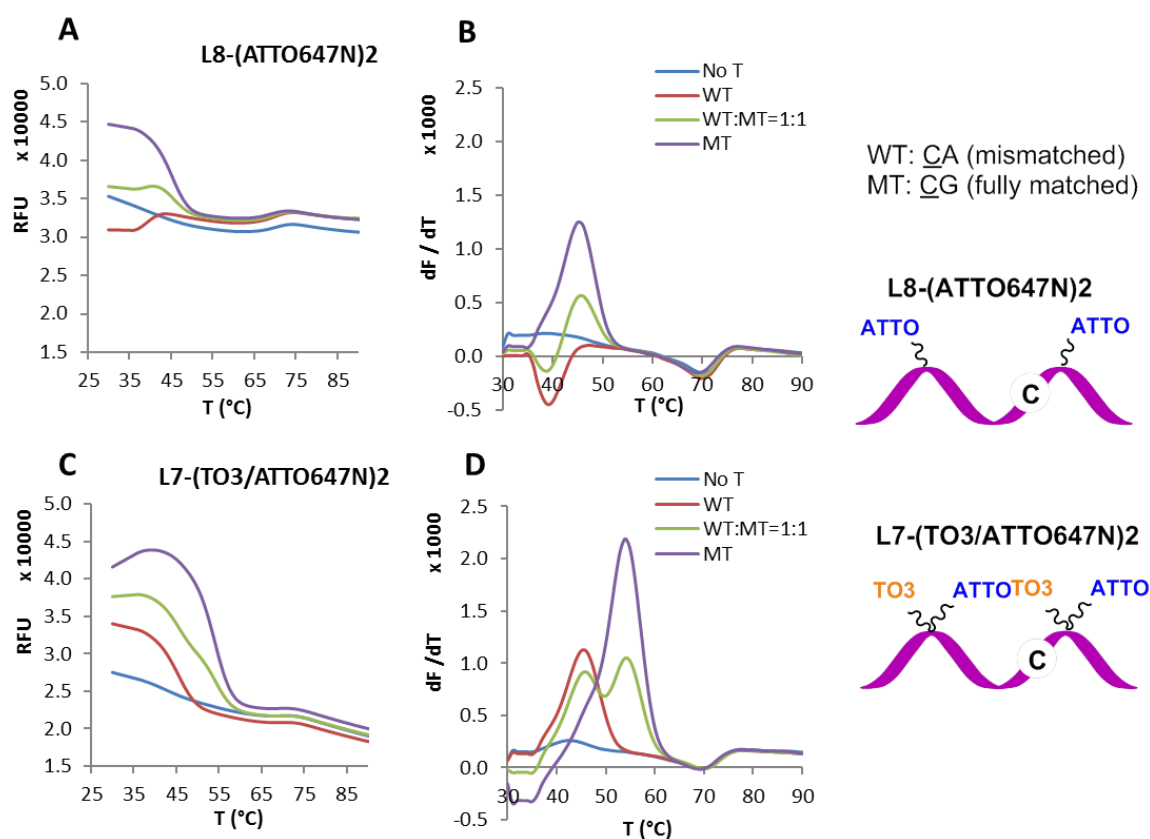 A
L8-(ATTO647N)2
x 10000
RFU
5.0
4.5
4.0
3.5
3.0
2.5
2.0
1.5
25 35 45 55 65 75 85
T (°C)
B
x 1000
dF / dT
2.5
2.0
1.5
1.0
0.5
0.0
-0.5
30 40 50 60 70 80 90
T (°C)
No T
WT
WT:MT=1:1
MT
WT: CA (mismatched)
MT: CG (fully matched)
L8-(ATTO647N)2
ATTO
ATTO
C
C
L7-(TO3/ATTO647N)2
x 10000
RFU
5.0
4.5
4.0
3.5
3.0
2.5
2.0
1.5
25 35 45 55 65 75 85
T (°C)
D
x 1000
dF /dT
2.5
2.0
1.5
1.0
0.5
0.0
-0.5
30 40 50 60 70 80 90
T (°C)
No T
WT
WT:MT=1:1
MT
L7-(TO3/ATTO647N)2
TO3 ATTO TO3 ATTO
C